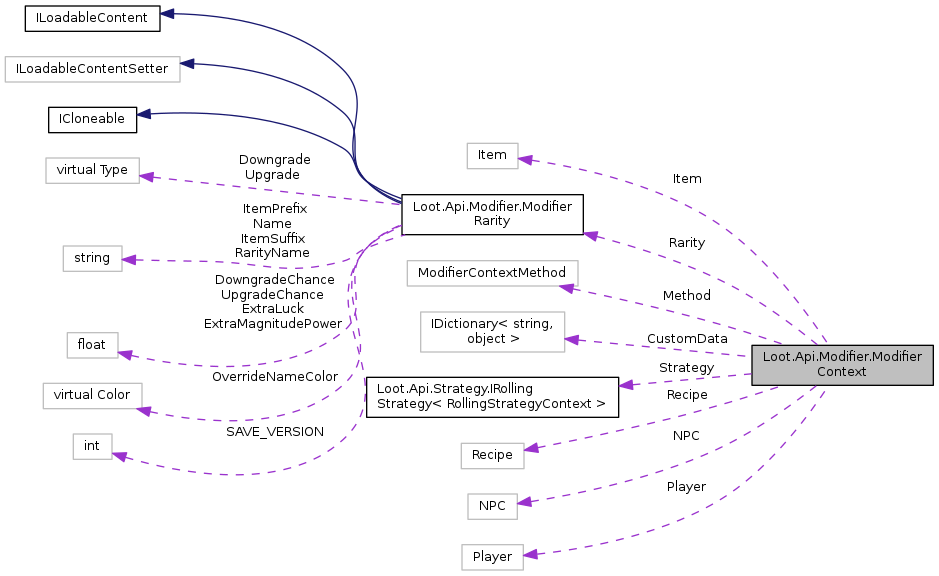 ILoadableContent
ILoadableContentSetter
ICloneable
virtual Type
string
float
virtual Color
int
Downgrade
Upgrade
ItemPrefix
Name
ItemSuffix
RarityName
DowngradeChance
UpgradeChance
ExtraLuck
ExtraMagnitudePower
OverrideNameColor
SAVE_VERSION
Item
Loot.Api.Modifier.Modifier
Rarity
ModifierContextMethod
IDictionary< string,
object >
Loot.Api.Strategy.IRolling
Strategy< RollingStrategyContext >
Recipe
NPC
Player
Item
Rarity
Method
CustomData
Strategy
Recipe
NPC
Player
Loot.Api.Modifier.Modifier
Context